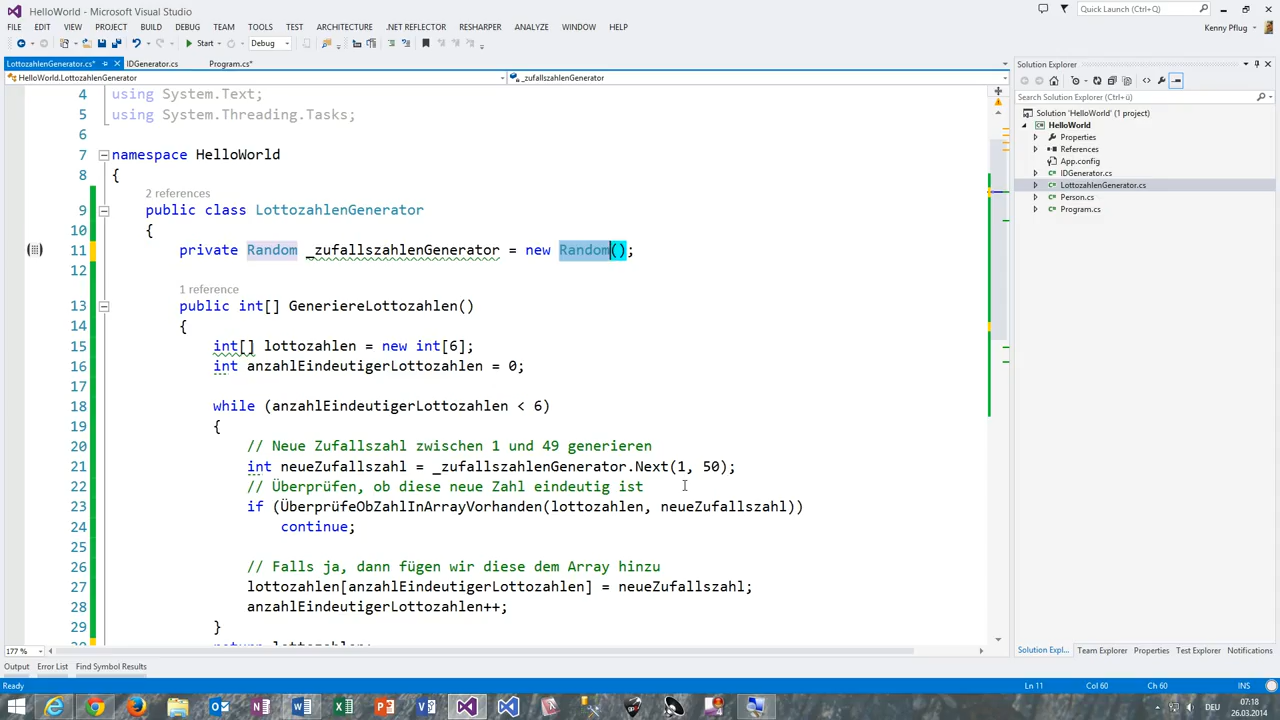 HelloWorld - Microsoft Visual Studio
Quick Launch (Ctrl+Q)
FILE EDIT VIEW PROJECT BUILD DEBUG TEAM TOOLS TEST ARCHITECTURE .NET REFLECTOR RESHARPER ANALYZE WINDOW HELP
Kenny Pflug
Start Debug
LottozahlenGenerator.cs* IDGenerator.cs Program.cs*
HelloWorld.LottozahlenGenerator _zufallszahlenGenerator
4 using System.Text;
5 using System.Threading.Tasks;
6
7 namespace HelloWorld
8 {
2 references
9 public class LottozahlenGenerator
10 {
11 private Random _zufallszahlenGenerator = new Random();
12
1 reference
13 public int[] GeneriereLottozahlen()
14 {
15 int[] lottozahlen = new int[6];
16 int anzahlEindeutigerLottozahlen = 0;
17
18 while (anzahlEindeutigerLottozahlen < 6)
19 {
20 // Neue Zufallszahl zwischen 1 und 49 generieren
21 int neueZufallszahl = _zufallszahlenGenerator.Next(1, 50);
22 // Überprüfen, ob diese neue Zahl eindeutig ist
23 if (ÜberprüfeObZahlInArrayVorhanden(lottozahlen, neueZufallszahl))
24 continue;
25
26 // Falls ja, dann fügen wir diese dem Array hinzu
27 lottozahlen[anzahlEindeutigerLottozahlen] = neueZufallszahl;
28 anzahlEindeutigerLottozahlen++;
29 }
177 %
Solution Explorer
Search Solution Explorer (Ctrl+ü)
Solution 'HelloWorld' (1 project)
HelloWorld
Properties
References
App.config
IDGenerator.cs
LottozahlenGenerator.cs
Person.cs
Program.cs
Solution Expl... Team Explorer Properties Test Explorer Notifications
Output Error List Find Symbol Results
Ready Ln 11 Col 60 Ch 60 INS
DEU 07:18
26.03.2014